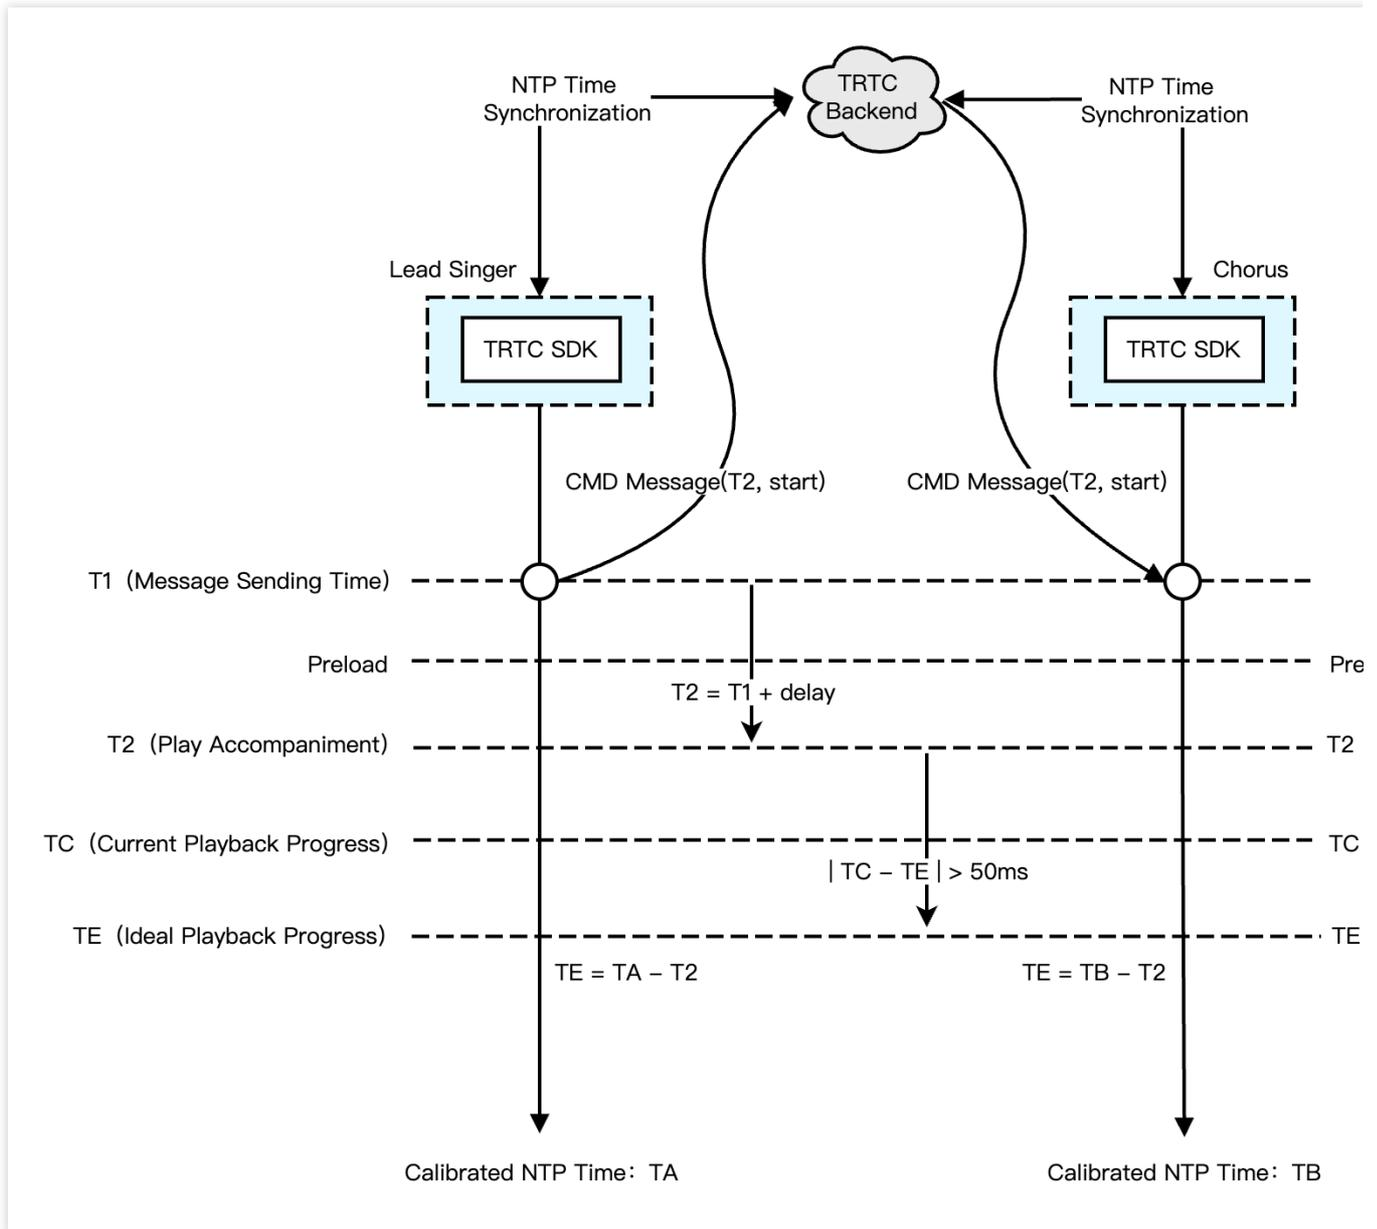 NTP Time
Synchronization
TRTC
Backend
NTP Time
Synchronization
Lead Singer
Chorus
TRTC SDK
TRTC SDK
CMD Message(T2, start)
CMD Message(T2, start)
T1（Message Sending Time）
Preload
Pre
T2 = T1 + delay
T2（Play Accompaniment）
T2
TC（Current Playback Progress）
TC
| TC – TE | > 50ms
TE（Ideal Playback Progress）
TE
TE = TA – T2
TE = TB – T2
Calibrated NTP Time：TA
Calibrated NTP Time：TB